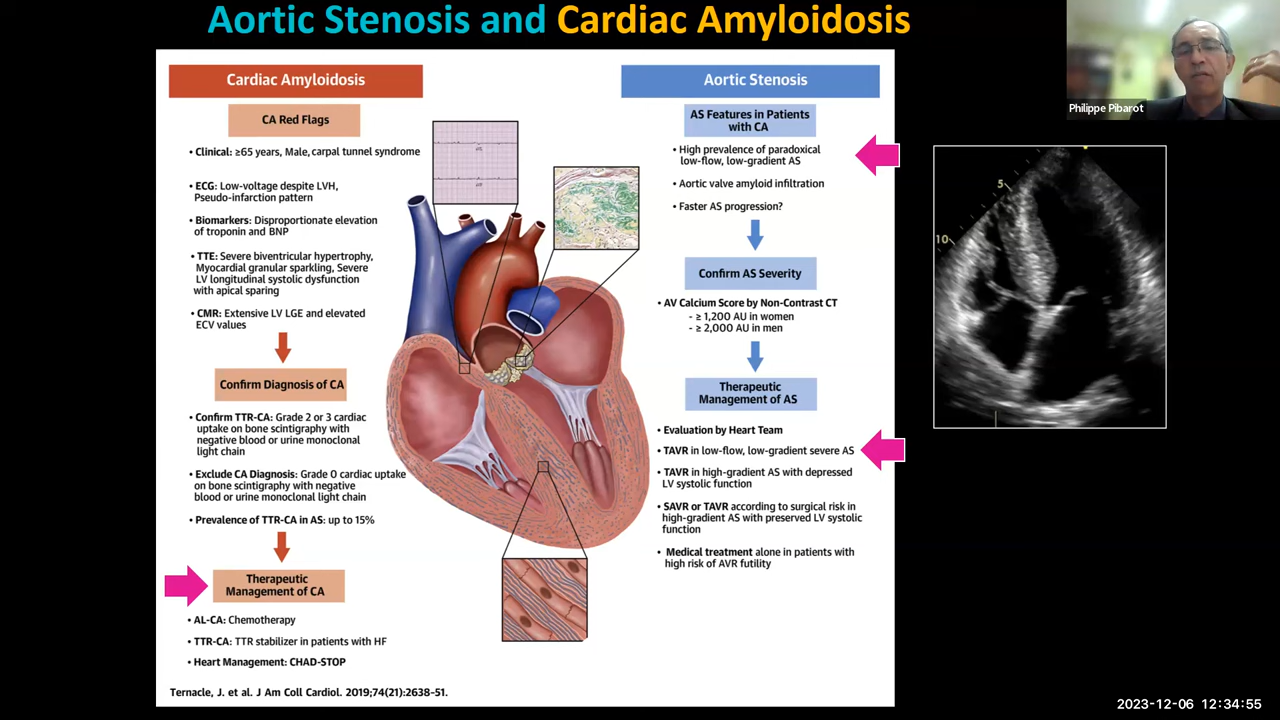 Aortic Stenosis and Cardiac Amyloidosis
Philippe Pibarot
Cardiac Amyloidosis
CA Red Flags
• Clinical: ≥65 years, Male, carpal tunnel syndrome
• ECG: Low-voltage despite LVH,
Pseudo-infarction pattern
• Biomarkers: Disproportionate elevation
of troponin and BNP
• TTE: Severe biventricular hypertrophy,
Myocardial granular sparkling, Severe
LV longitudinal systolic dysfunction
with apical sparing
• CMR: Extensive LV LGE and elevated
ECV values
Confirm Diagnosis of CA
• Confirm TTR-CA: Grade 2 or 3 cardiac
uptake on bone scintigraphy with
negative blood or urine monoclonal
light chain
• Exclude CA Diagnosis: Grade 0 cardiac uptake
on bone scintigraphy with negative
blood or urine monoclonal light chain
• Prevalence of TTR-CA in AS: up to 15%
Therapeutic
Management of CA
• AL-CA: Chemotherapy
• TTR-CA: TTR stabilizer in patients with HF
• Heart Management: CHAD-STOP
Aortic Stenosis
AS Features in Patients
with CA
• High prevalence of paradoxical
low-flow, low-gradient AS
• Aortic valve amyloid infiltration
• Faster AS progression?
Confirm AS Severity
• AV Calcium Score by Non-Contrast CT
- ≥ 1,200 AU in women
- ≥ 2,000 AU in men
Therapeutic
Management of AS
• Evaluation by Heart Team
• TAVR in low-flow, low-gradient severe AS
• TAVR in high-gradient AS with depressed
LV systolic function
• SAVR or TAVR according to surgical risk in
high-gradient AS with preserved LV systolic
function
• Medical treatment alone in patients with
high risk of AVR futility
5
10
Ternacle, J. et al. J Am Coll Cardiol. 2019;74(21):2638-51.
2023-12-06 12:34:55